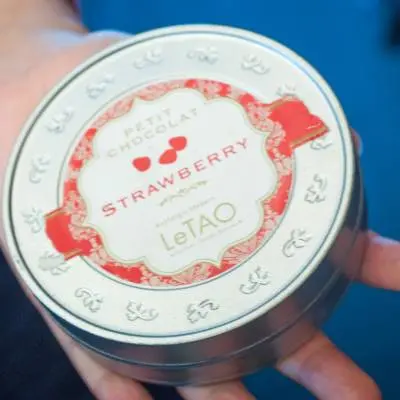 PETIT
CHOCOLAT
STRAWBERRY
LeTAO